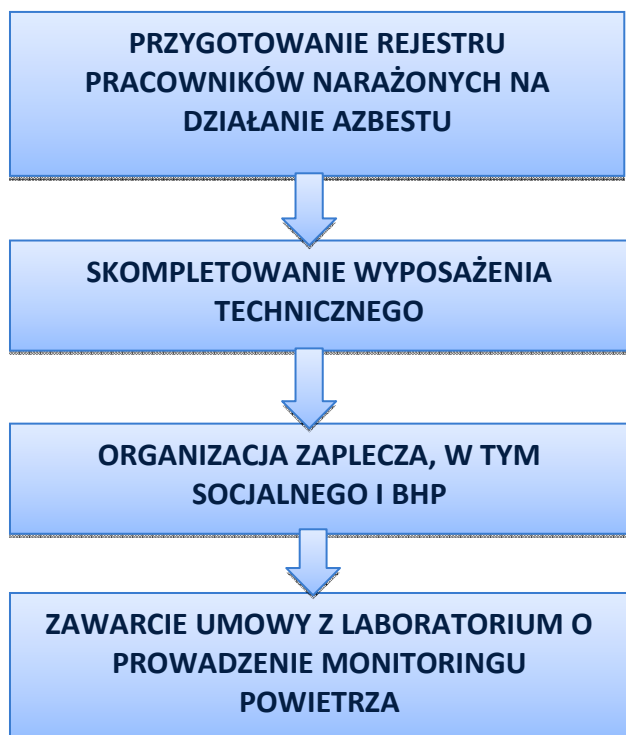 PRZYGOTOWANIE REJESTRU
PRACOWNIKÓW NARAŻONYCH NA
DZIAŁANIE AZBESTU
SKOMPLETOWANIE WYPOSAŻENIA
TECHNICZNEGO
ORGANIZACJA ZAPLECZA, W TYM
SOCJALNEGO I BHP
ZAWARCIE UMOWY Z LABORATORIUM O
PROWADZENIE MONITORINGU
POWIETRZA